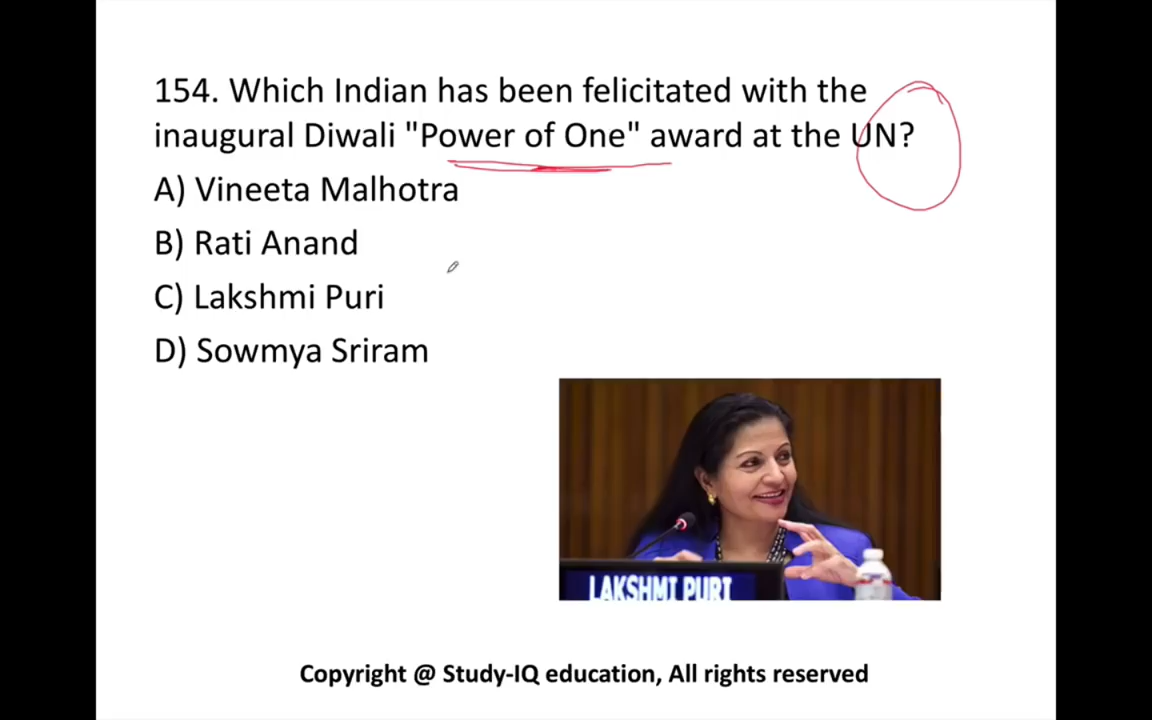 154. Which Indian has been felicitated with the
inaugural Diwali "Power of One" award at the UN?
A) Vineeta Malhotra
B) Rati Anand
C) Lakshmi Puri
D) Sowmya Sriram
LAKSHMI PURI
Copyright @ Study-IQ education, All rights reserved